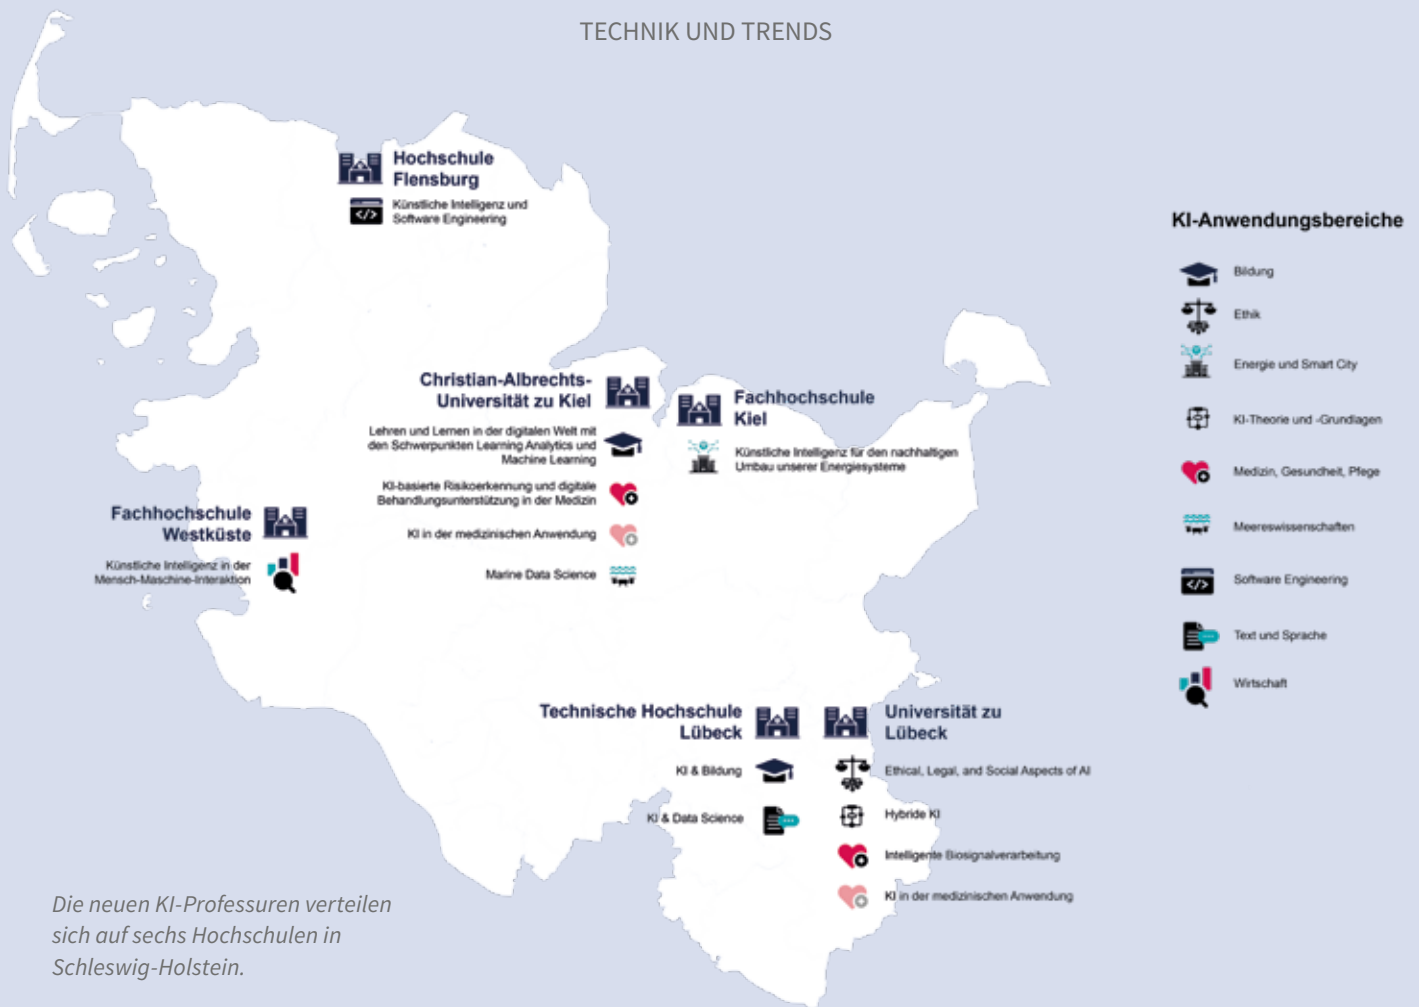 TECHNIK UND TRENDS
Hochschule
Flensburg
Künstliche Intelligenz und
Software Engineering
Christian-Albrechts-
Universität zu Kiel
Lehren und Lernen in der digitalen Welt mit
den Schwerpunkten Learning Analytics und
Machine Learning
KI-basierte Risikoerkennung und digitale
Behandlungsunterstützung in der Medizin
KI in der medizinischen Anwendung
Marine Data Science
Fachhochschule
Kiel
Künstliche Intelligenz für den nachhaltigen
Umbau unserer Energiesysteme
Fachhochschule
Westküste
Künstliche Intelligenz in der
Mensch-Maschine-Interaktion
Technische Hochschule
Lübeck
KI & Bildung
KI & Data Science
Universität zu
Lübeck
Ethical, Legal, and Social Aspects of AI
Hybride KI
Intelligente Biosignalverarbeitung
KI in der medizinischen Anwendung
KI-Anwendungsbereiche
Bildung
Ethik
Energie und Smart City
KI-Theorie und -Grundlagen
Medizin, Gesundheit, Pfege
Meereswissenschaften
Software Engineering
Text und Sprache
Wirtschaft
Die neuen KI-Professuren verteilen
sich auf sechs Hochschulen in
Schleswig-Holstein.